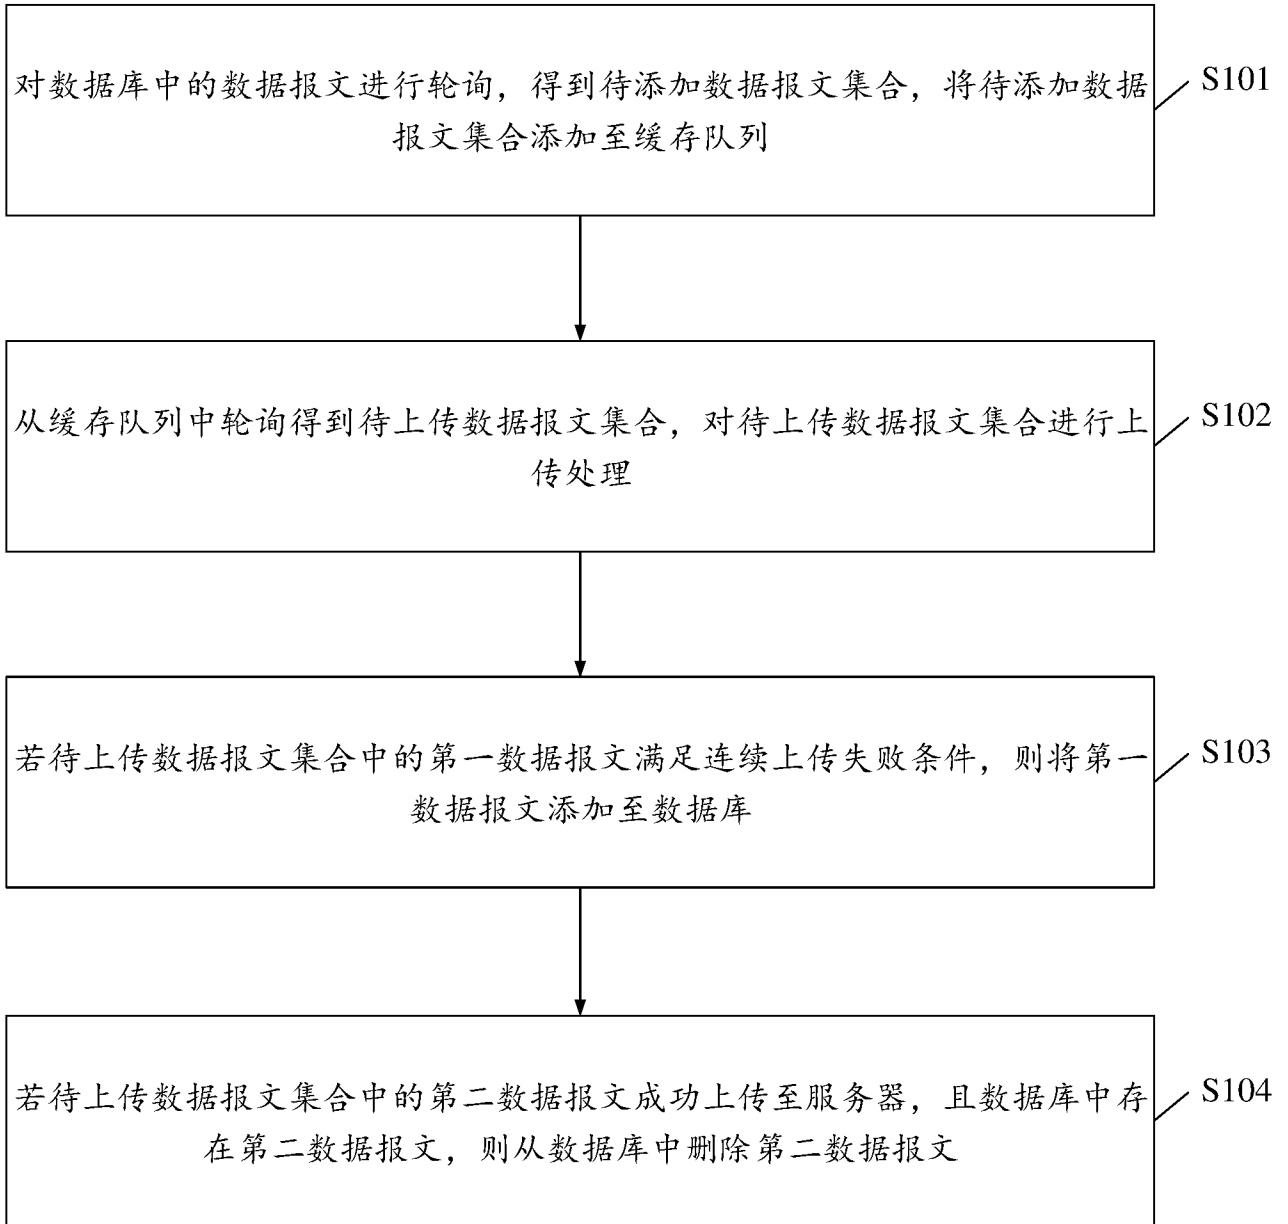 对数据库中的数据报文进行轮询，得到待添加数据报文集合，将待添加数据
报文集合添加至缓存队列
S101
从缓存队列中轮询得到待上传数据报文集合，对待上传数据报文集合进行上
传处理
S102
若待上传数据报文集合中的第一数据报文满足连续上传失败条件，则将第一
数据报文添加至数据库
S103
若待上传数据报文集合中的第二数据报文成功上传至服务器，且数据库中存
在第二数据报文，则从数据库中删除第二数据报文
S104